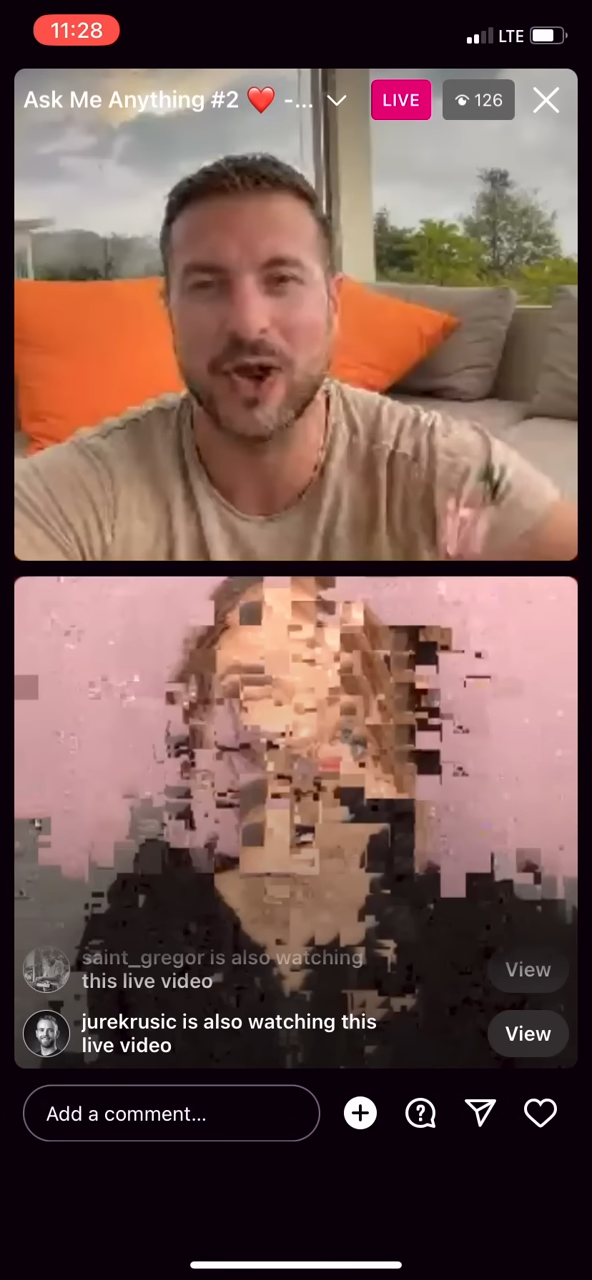 11:28
LTE
Ask Me Anything #2 ❤️ -...
LIVE
126
saint_gregor is also watching
this live video
View
jurekrusic is also watching this
live video
View
Add a comment...